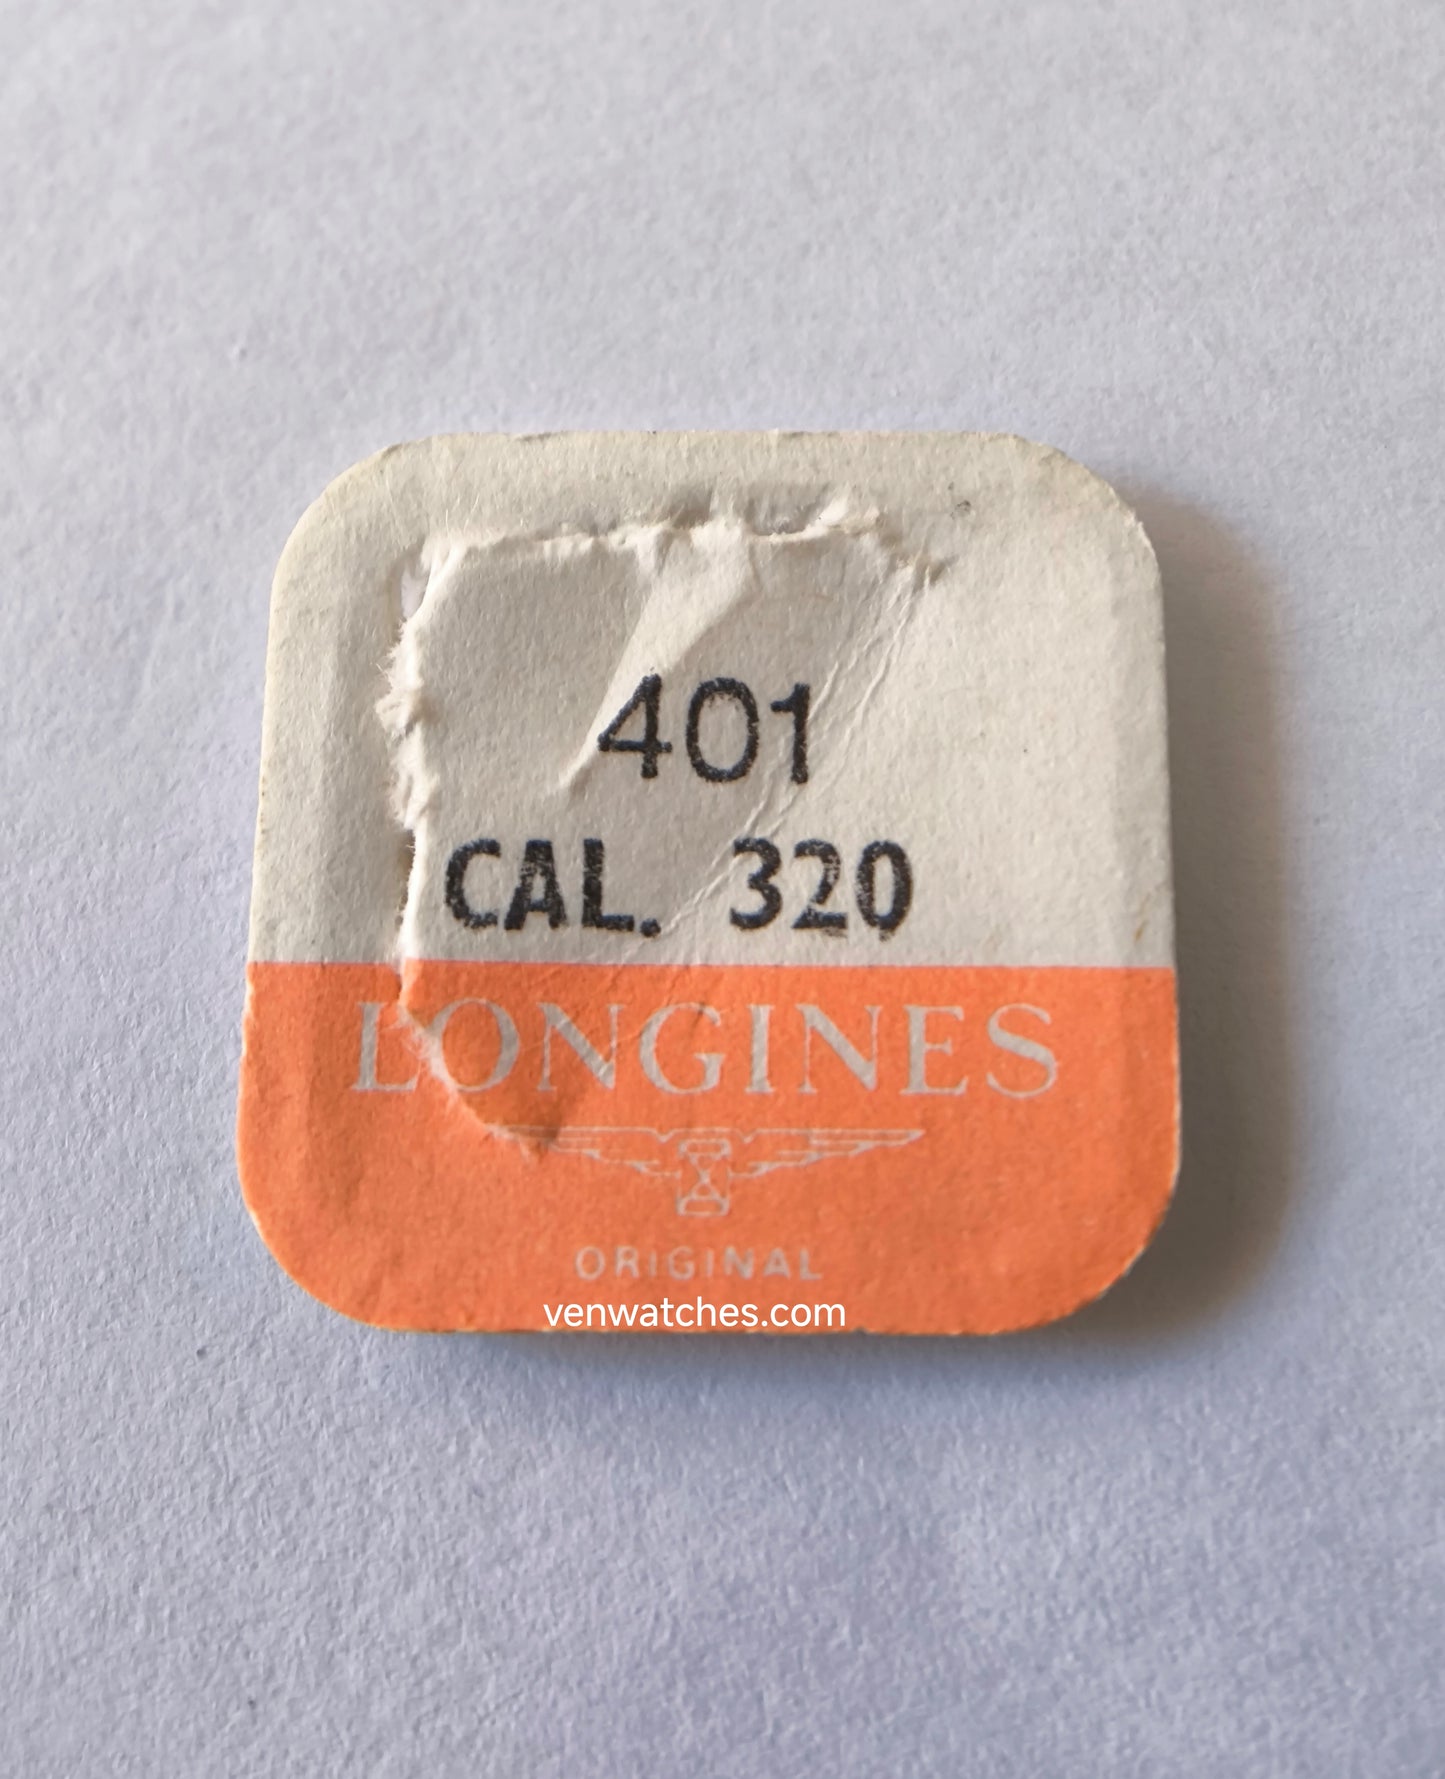 401
CAL. 320
LONGINES
ORIGINAL
venwatches.com